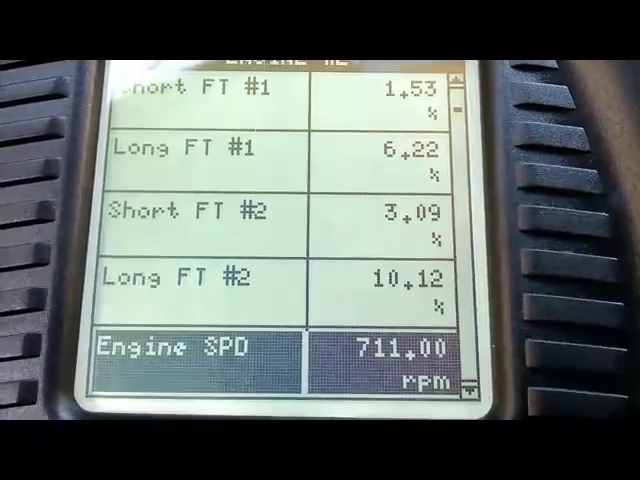 Short FT #1 1.53
%
Long FT #1 6.22
%
Short FT #2 3.09
%
Long FT #2 10.12
%
Engine SPD 711.00
rpm